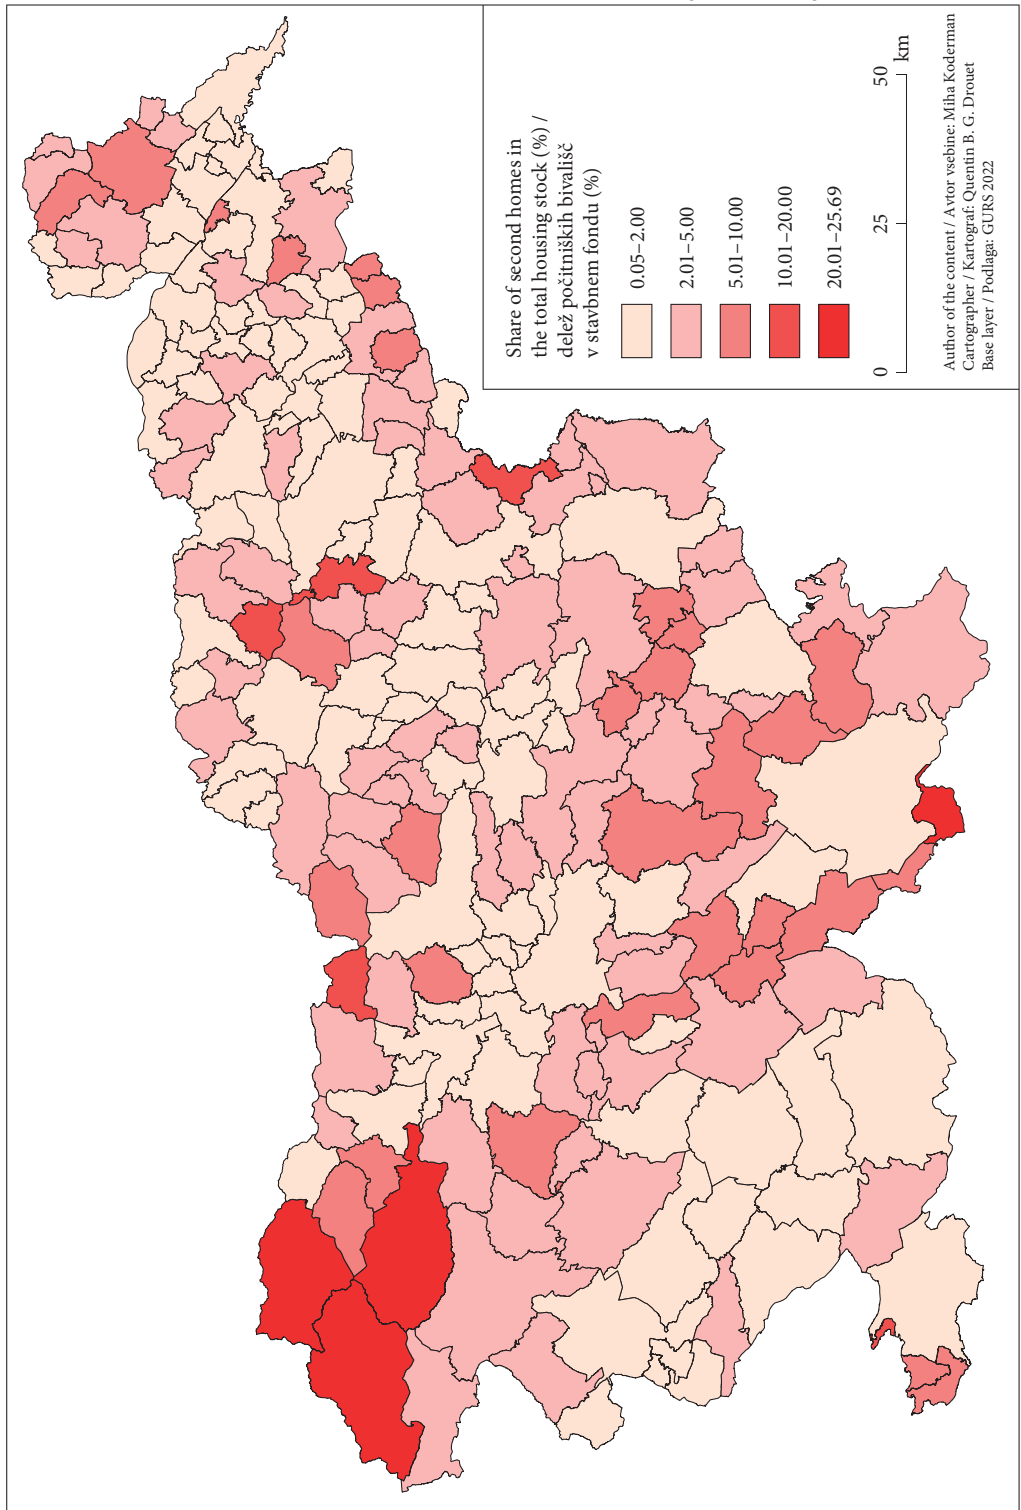 Share of second homes in
the total housing stock (%) /
delež počitniških bivališč
v stavbnem fondu (%)
0.05–2.00
2.01–5.00
5.01–10.00
10.01–20.00
20.01–25.69
0 25 50
km
Author of the content / Avtor vsebine: Miha Koderman
Cartographer / Kartograf: Quentin B. G. Drouet
Base layer / Podlaga: GURS 2022